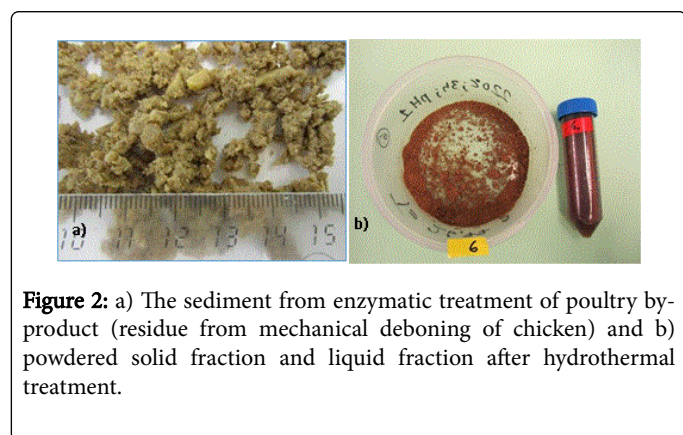 a)
10 11 12 13 14 15
b)
6
Figure 2: a) The sediment from enzymatic treatment of poultry by-
product (residue from mechanical deboning of chicken) and b)
powdered solid fraction and liquid fraction after hydrothermal
treatment.